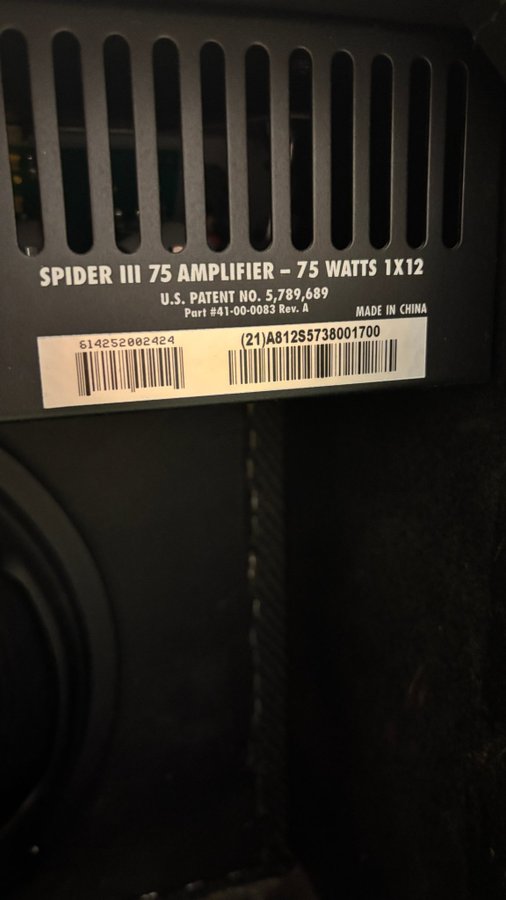 SPIDER III 75 AMPLIFIER – 75 WATTS 1X12
U.S. PATENT NO. 5,789,689
Part #41-00-0083 Rev. A
MADE IN CHINA
614252002424
(21)A812S5738001700